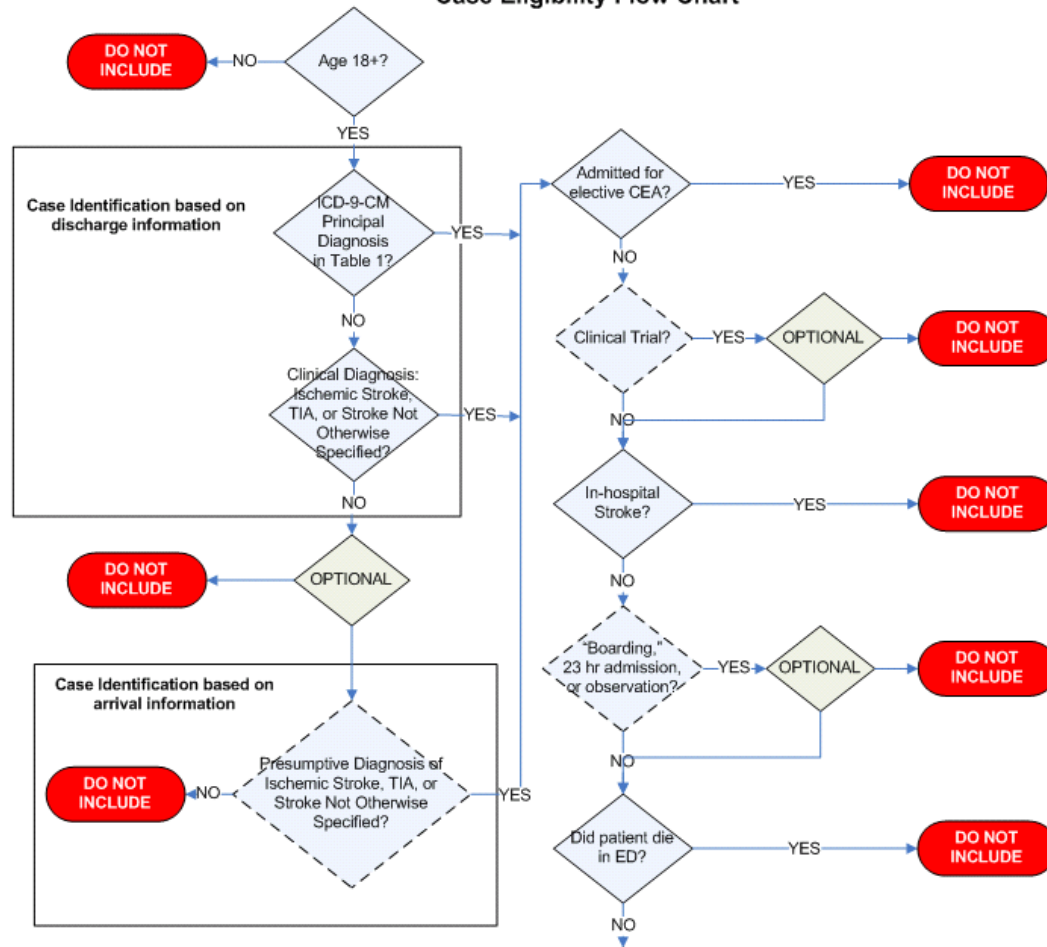 Case Eligibility Flow Chart
DO NOT
INCLUDE
NO
Age 18+?
YES
Case Identification based on
discharge information
ICD-9-CM
Principal
Diagnosis
in Table 1?
YES
NO
Clinical Diagnosis:
Ischemic Stroke,
TIA, or Stroke Not
Otherwise
Specified?
YES
NO
DO NOT
INCLUDE
OPTIONAL
Case Identification based on
arrival information
DO NOT
INCLUDE
NO
Presumptive Diagnosis of
Ischemic Stroke, TIA, or
Stroke Not Otherwise
Specified?
YES
Admitted for
elective CEA?
YES
DO NOT
INCLUDE
NO
Clinical Trial?
YES
OPTIONAL
DO NOT
INCLUDE
NO
In-hospital
Stroke?
YES
DO NOT
INCLUDE
NO
"Boarding,"
23 hr admission,
or observation?
YES
OPTIONAL
DO NOT
INCLUDE
NO
Did patient die
in ED?
YES
DO NOT
INCLUDE
NO